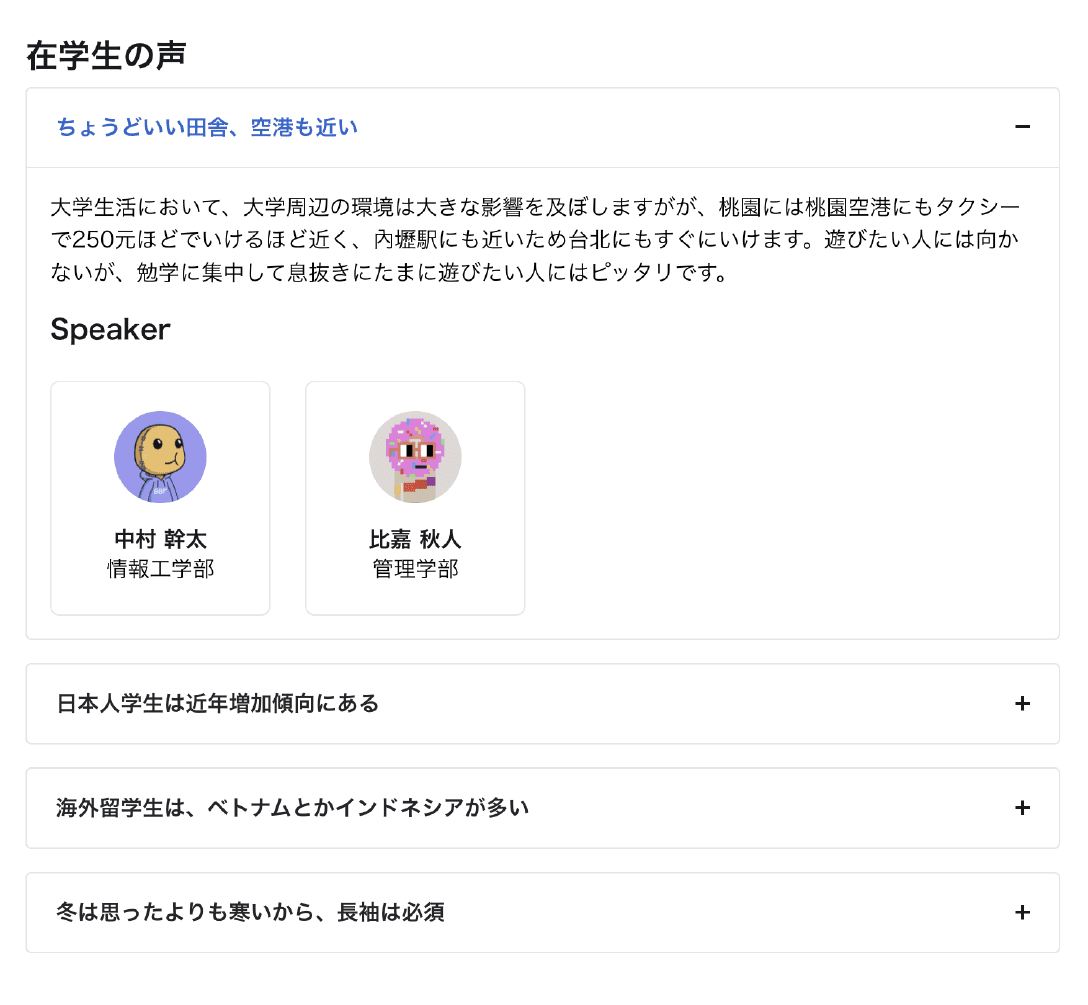 在学生の声
ちょうどいい田舎、空港も近い
大学生活において、大学周辺の環境は大きな影響を及ぼしますがが、桃園には桃園空港にもタクシー
で250元ほどでいけるほど近く、內壢駅にも近いため台北にもすぐにいけます。遊びたい人には向か
ないが、勉学に集中して息抜きにたまに遊びたい人にはピッタリです。
Speaker
中村 幹太
情報工学部
比嘉 秋人
管理学部
日本人学生は近年増加傾向にある
海外留学生は、ベトナムとかインドネシアが多い
冬は思ったよりも寒いから、長袖は必須